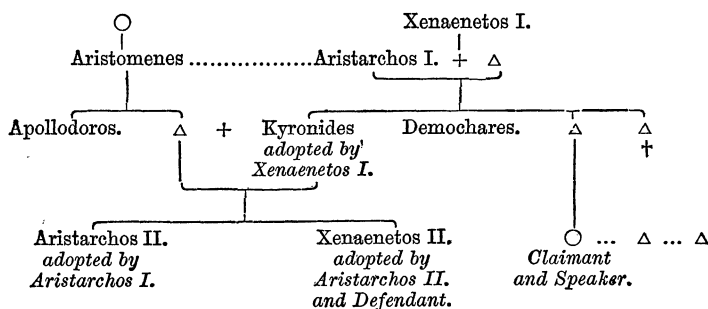 ○ Xenaenetos I.
Aristomenes ..................Aristarchos I. + △
Apollodoros. △ + Kyronides Demochares. △ △
adopted by' †
Xenaenetos I.
Aristarchos II. Xenaenetos II. ○ ... △ ... △
adopted by adopted by Claimant
Aristarchos I. Aristarchos II. and Speaker.
and Defendant.